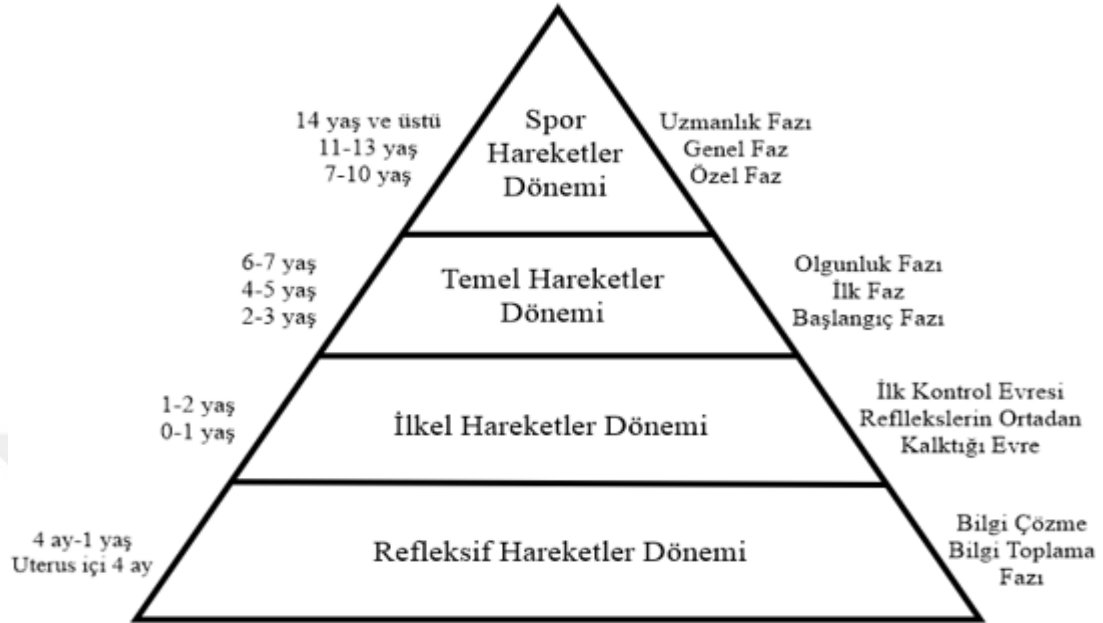 14 yaş ve üstü
11-13 yaş
7-10 yaş
Spor
Hareketler
Dönemi
Uzmanlık Fazı
Genel Faz
Özel Faz
6-7 yaş
4-5 yaş
2-3 yaş
Temel Hareketler
Dönemi
Olgunluk Fazı
İlk Faz
Başlangıç Fazı
1-2 yaş
0-1 yaş
İlkel Hareketler Dönemi
İlk Kontrol Evresi
Refllekslerin Ortadan
Kalktığı Evre
4 ay-1 yaş
Uterus içi 4 ay
Refleksif Hareketler Dönemi
Bilgi Çözme
Bilgi Toplama
Fazı